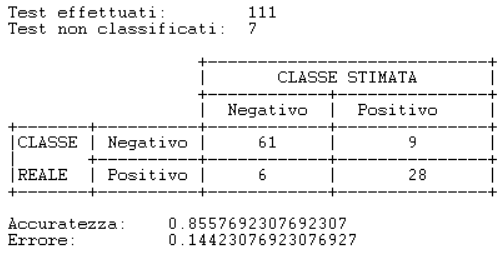 Test effettuati: 111
Test non classificati: 7
CLASSE STIMATA
Negativo Positivo
CLASSE Negativo 61 9
REALE Positivo 6 28
Accuratezza: 0.8557692307692307
Errore: 0.14423076923076927